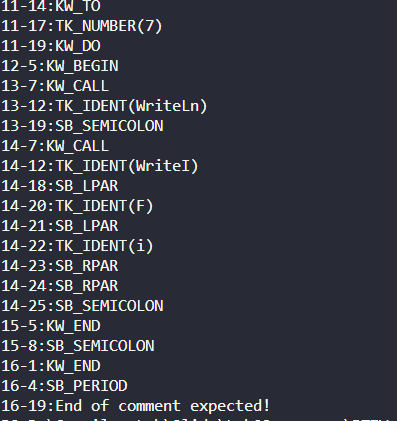 11-14:KW_TO
11-17:TK_NUMBER(7)
11-19:KW_DO
12-5:KW_BEGIN
13-7:KW_CALL
13-12:TK_IDENT(WriteLn)
13-19:SB_SEMICOLON
14-7:KW_CALL
14-12:TK_IDENT(WriteI)
14-18:SB_LPAR
14-20:TK_IDENT(F)
14-21:SB_LPAR
14-22:TK_IDENT(i)
14-23:SB_RPAR
14-24:SB_RPAR
14-25:SB_SEMICOLON
15-5:KW_END
15-8:SB_SEMICOLON
16-1:KW_END
16-4:SB_PERIOD
16-19:End of comment expected!